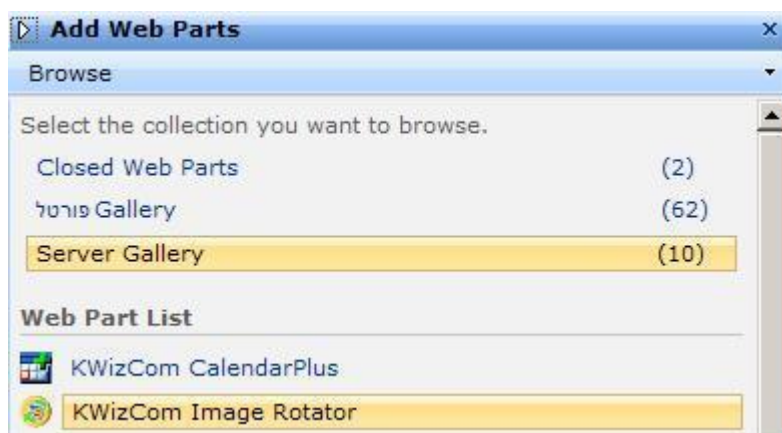 Add Web Parts
Browse
Select the collection you want to browse.
Closed Web Parts (2)
פורטל Gallery (62)
Server Gallery (10)
Web Part List
KWizCom CalendarPlus
KWizCom Image Rotator